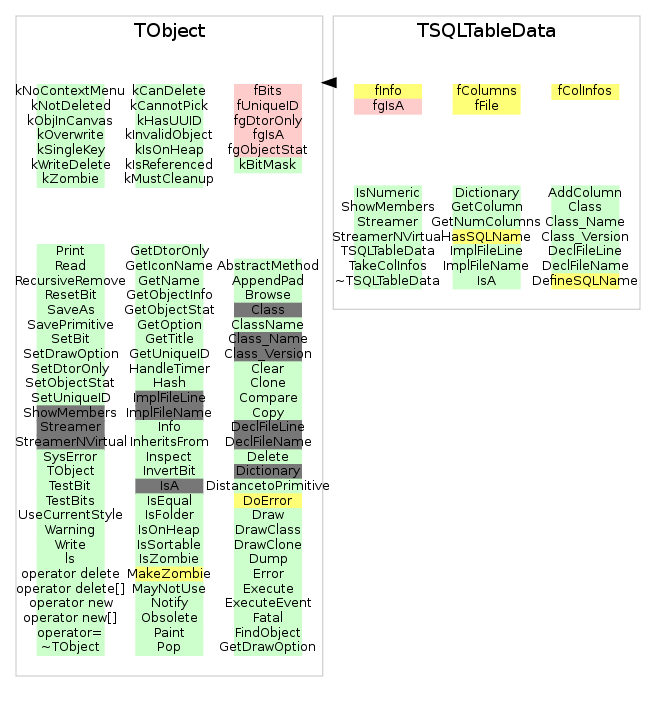 TObject
kNoContextMenu
kNotDeleted
kObjInCanvas
kOverwrite
kSingleKey
kWriteDelete
kZombie
kCanDelete
kCannotPick
kHasUUID
kInvalidObject
kIsOnHeap
kIsReferenced
kMustCleanup
fBits
fUniqueID
fgDtorOnly
fgIsA
fgObjectStat
kBitMask
Print
Read
RecursiveRemove
ResetBit
SaveAs
SavePrimitive
SetBit
SetDrawOption
SetDtorOnly
SetObjectStat
SetUniqueID
ShowMembers
Streamer
StreamerNVirtual
SysError
TObject
TestBit
TestBits
UseCurrentStyle
Warning
Write
ls
operator delete
operator delete[]
operator new
operator new[]
operator=
~TObject
GetDtorOnly
GetIconName
GetName
GetObjectInfo
GetObjectStat
GetOption
GetTitle
GetUniqueID
HandleTimer
Hash
ImplFileLine
ImplFileName
Info
InheritsFrom
Inspect
InvertBit
IsA
IsEqual
IsFolder
IsOnHeap
IsSortable
IsZombie
MakeZombie
MayNotUse
Notify
Obsolete
Paint
Pop
AbstractMethod
AppendPad
Browse
Class
ClassName
Class_Name
Class_Version
Clear
Clone
Compare
Copy
DeclFileLine
DeclFileName
Delete
Dictionary
DistancetoPrimitive
DoError
Draw
DrawClass
DrawClone
Dump
Error
Execute
ExecuteEvent
Fatal
FindObject
GetDrawOption
TSQLTableData
fInfo
fgIsA
fColumns
fFile
fColInfos
IsNumeric
ShowMembers
Streamer
StreamerNVirtual
TSQLTableData
TakeColInfos
~TSQLTableData
Dictionary
GetColumn
GetNumColumns
HasSQLName
ImplFileLine
ImplFileName
IsA
AddColumn
Class
Class_Name
Class_Version
DeclFileLine
DeclFileName
DefineSQLName